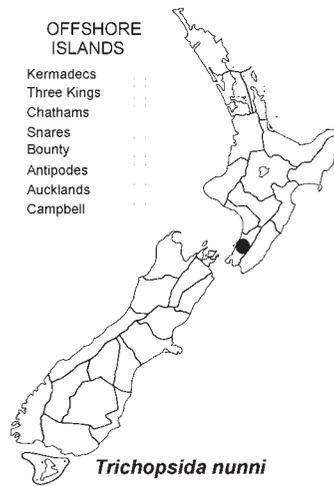 OFFSHORE
ISLANDS
Kermadecs
Three Kings
Chathams
Snares
Bounty
Antipodes
Aucklands
Campbell
Trichopsida nunni